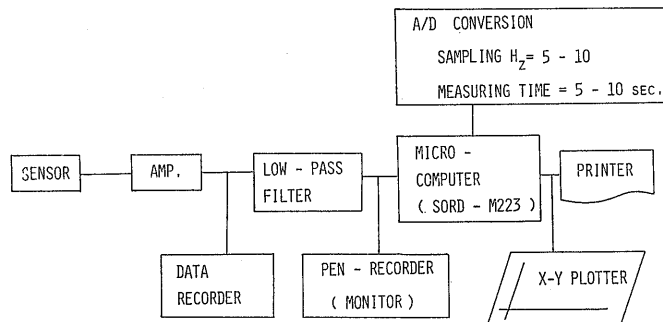 A/D CONVERSION
SAMPLING Hz= 5 - 10
MEASURING TIME = 5 - 10 SEC.
SENSOR
AMP.
LOW - PASS
FILTER
MICRO -
COMPUTER
( SORD - M223 )
PRINTER
DATA
RECORDER
PEN - RECORDER
( MONITOR )
X-Y PLOTTER